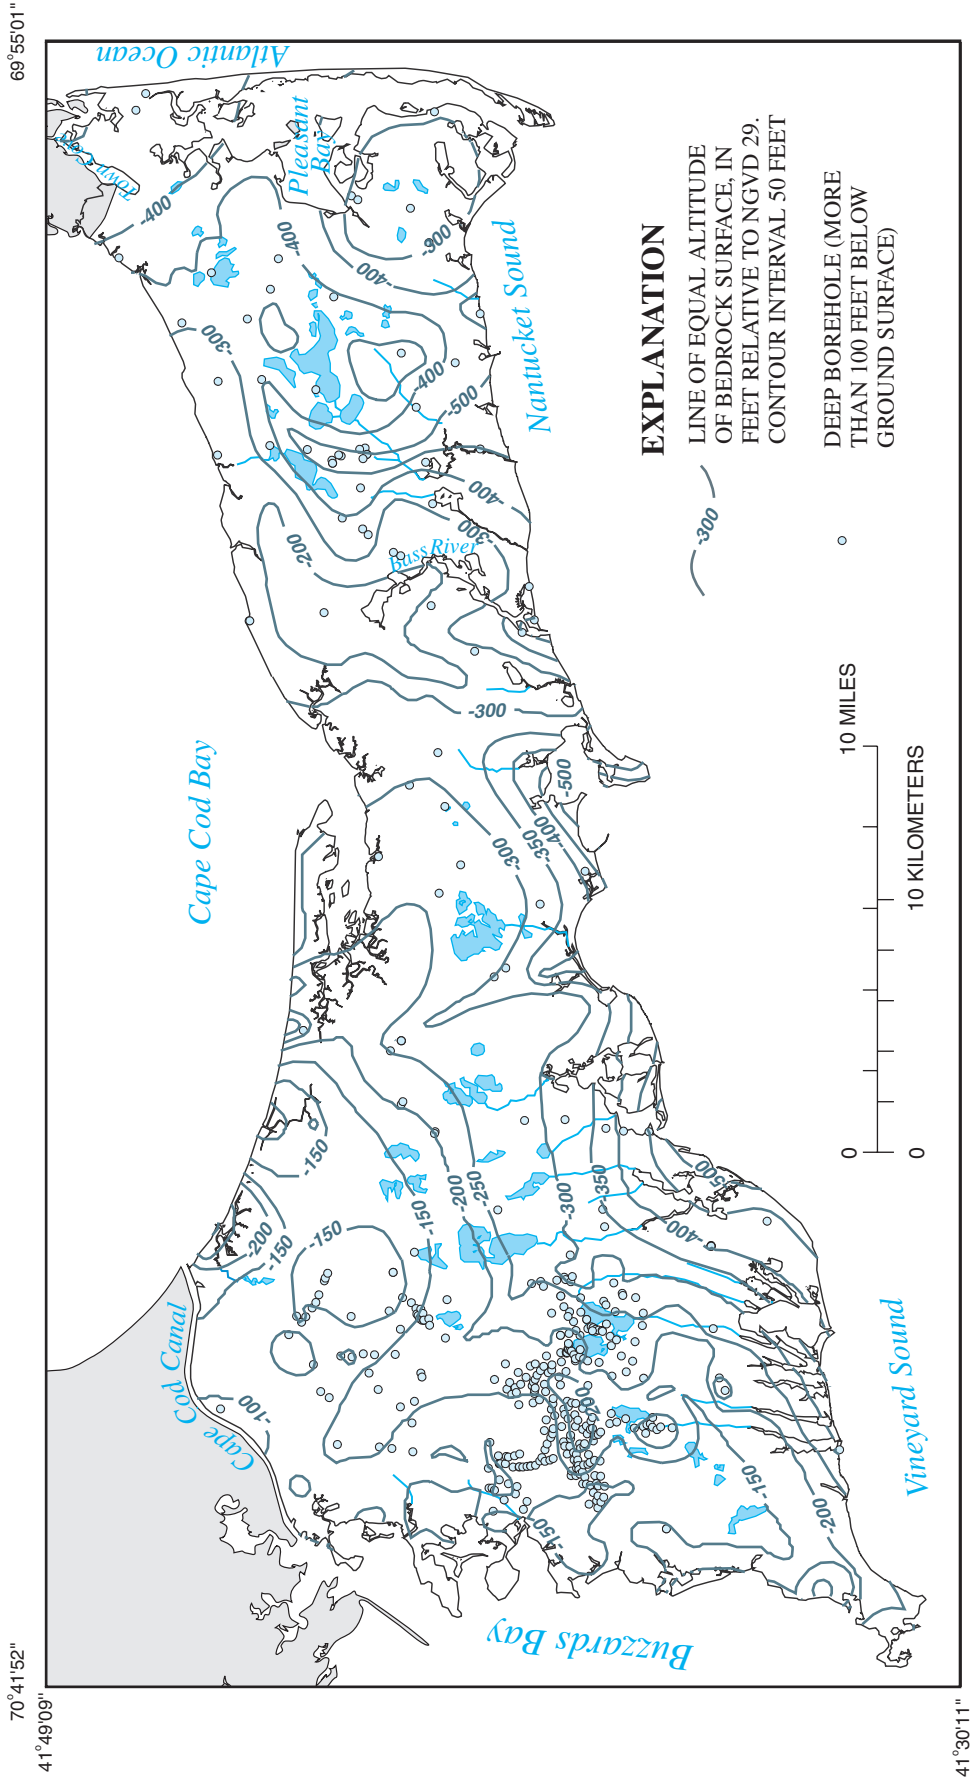 70°41'52"
69°55'01"
41°49'09"
41°30'11"
Atlantic Ocean
Town Cove
Pleasant
Bay
Cape Cod Bay
Nantucket Sound
Bass River
Cape Cod Canal
Buzzards Bay
Vineyard Sound
-400
-400
-400
-300
-300
-400
-500
-400
-300
-200
-300
-500
-400
-350
-300
-150
-200
-150
-150
-100
-150
-200
-250
-300
-350
-500
-400
-200
-150
-150
-200
EXPLANATION
-300
LINE OF EQUAL ALTITUDE
OF BEDROCK SURFACE, IN
FEET RELATIVE TO NGVD 29.
CONTOUR INTERVAL 50 FEET
DEEP BOREHOLE (MORE
THAN 100 FEET BELOW
GROUND SURFACE)
0
10 MILES
0
10 KILOMETERS